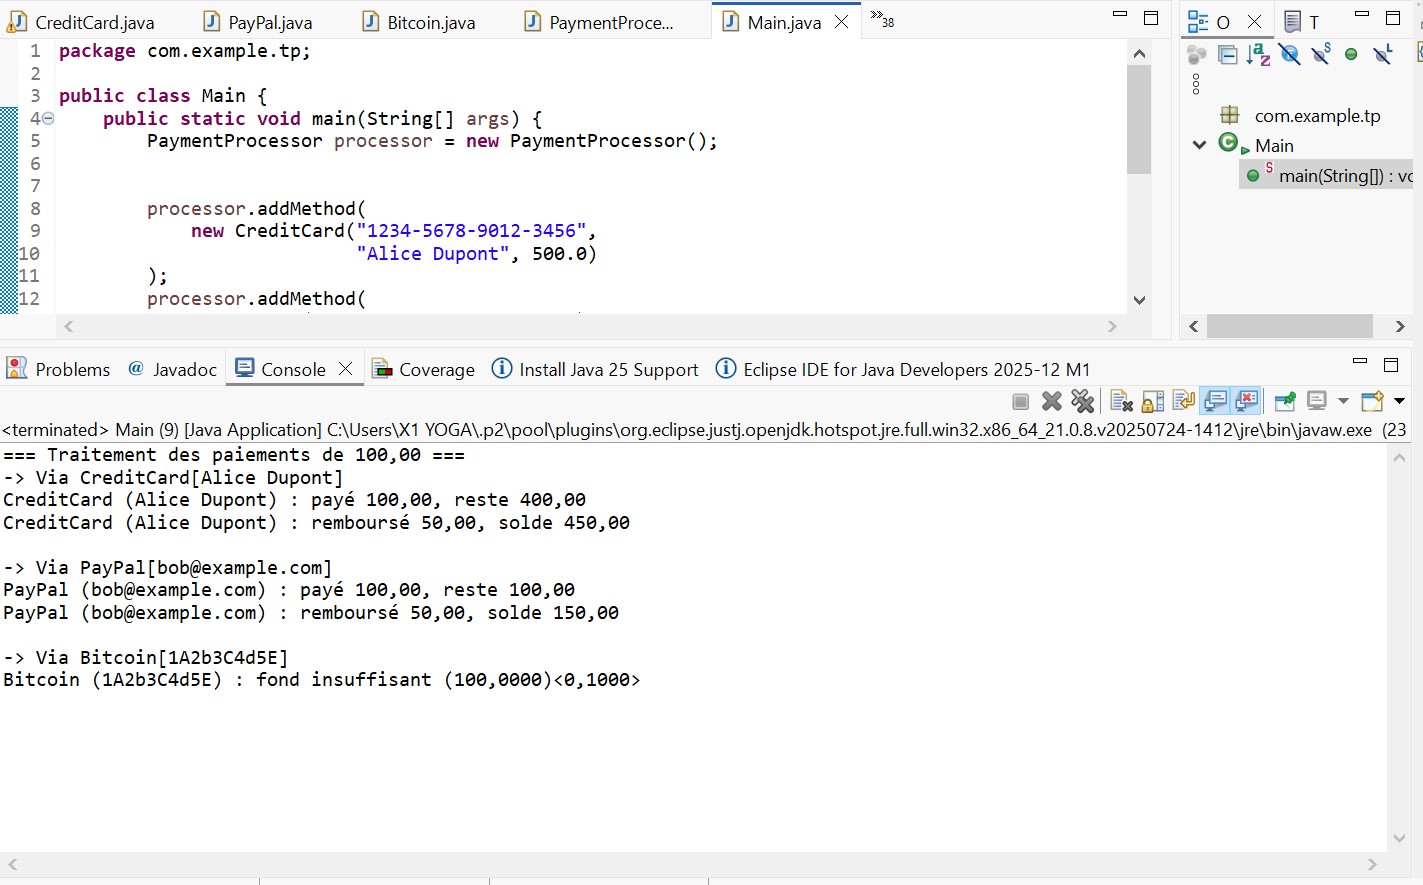 CreditCard.java
PayPal.java
Bitcoin.java
PaymentProce...
Main.java
38
O
T
1 package com.example.tp;
2
3 public class Main {
4 public static void main(String[] args) {
5 PaymentProcessor processor = new PaymentProcessor();
6
7
8 processor.addMethod(
9 new CreditCard("1234-5678-9012-3456",
10 "Alice Dupont", 500.0)
11 );
12 processor.addMethod(
com.example.tp
Main
main(String[]) : vo
Problems
@ Javadoc
Console
Coverage
Install Java 25 Support
Eclipse IDE for Java Developers 2025-12 M1
<terminated> Main (9) [Java Application] C:\Users\X1 YOGA\.p2\pool\plugins\org.eclipse.justj.openjdk.hotspot.jre.full.win32.x86_64_21.0.8.v20250724-1412\jre\bin\javaw.exe (23
=== Traitement des paiements de 100,00 ===
-> Via CreditCard[Alice Dupont]
CreditCard (Alice Dupont) : payé 100,00, reste 400,00
CreditCard (Alice Dupont) : remboursé 50,00, solde 450,00
-> Via PayPal[bob@example.com]
PayPal (bob@example.com) : payé 100,00, reste 100,00
PayPal (bob@example.com) : remboursé 50,00, solde 150,00
-> Via Bitcoin[1A2b3C4d5E]
Bitcoin (1A2b3C4d5E) : fond insuffisant (100,0000)<0,1000>